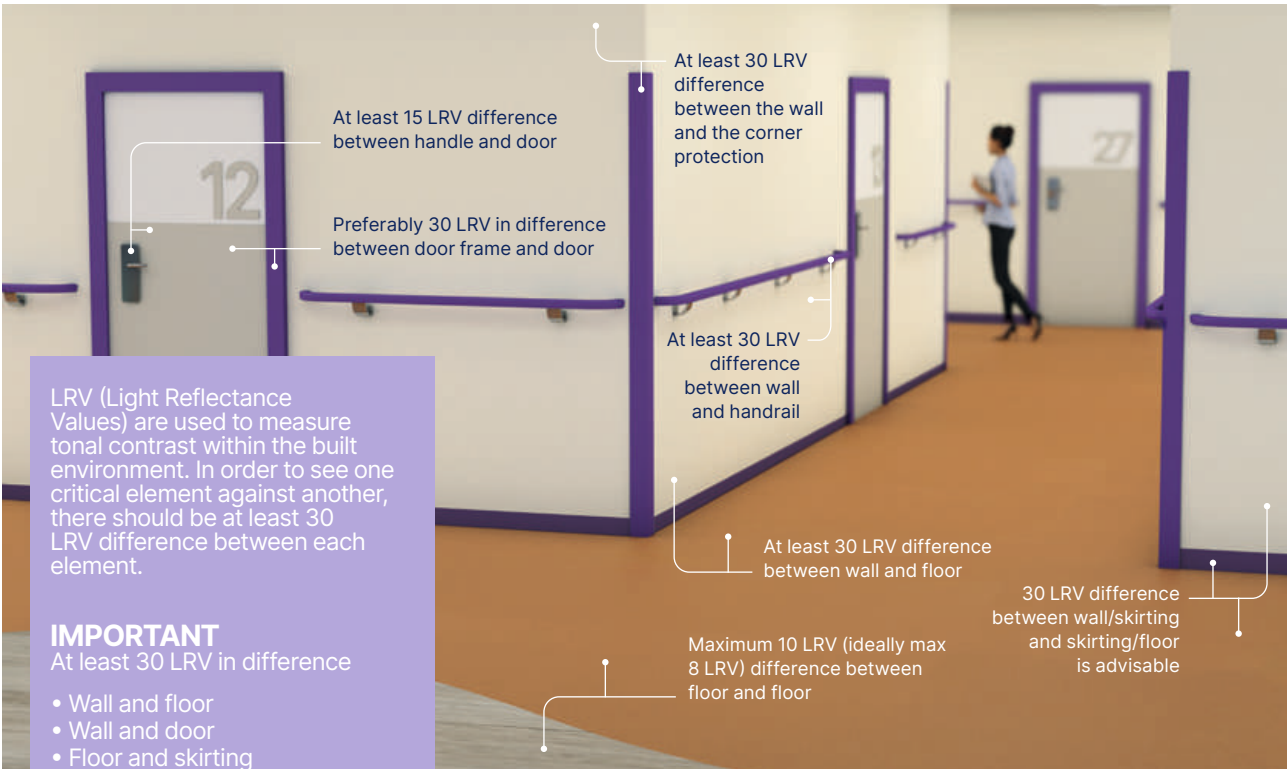 At least 30 LRV
difference
between the wall
and the corner
protection
At least 15 LRV difference
between handle and door
12
27
Preferably 30 LRV in difference
between door frame and door
At least 30 LRV
difference
between wall
and handrail
LRV (Light Reflectance
Values) are used to measure
tonal contrast within the built
environment. In order to see one
critical element against another,
there should be at least 30
LRV difference between each
element.
At least 30 LRV difference
between wall and floor
30 LRV difference
between wall/skirting
and skirting/floor
is advisable
Maximum 10 LRV (ideally max
8 LRV) difference between
floor and floor
IMPORTANT
At least 30 LRV in difference
• Wall and floor
• Wall and door
• Floor and skirting